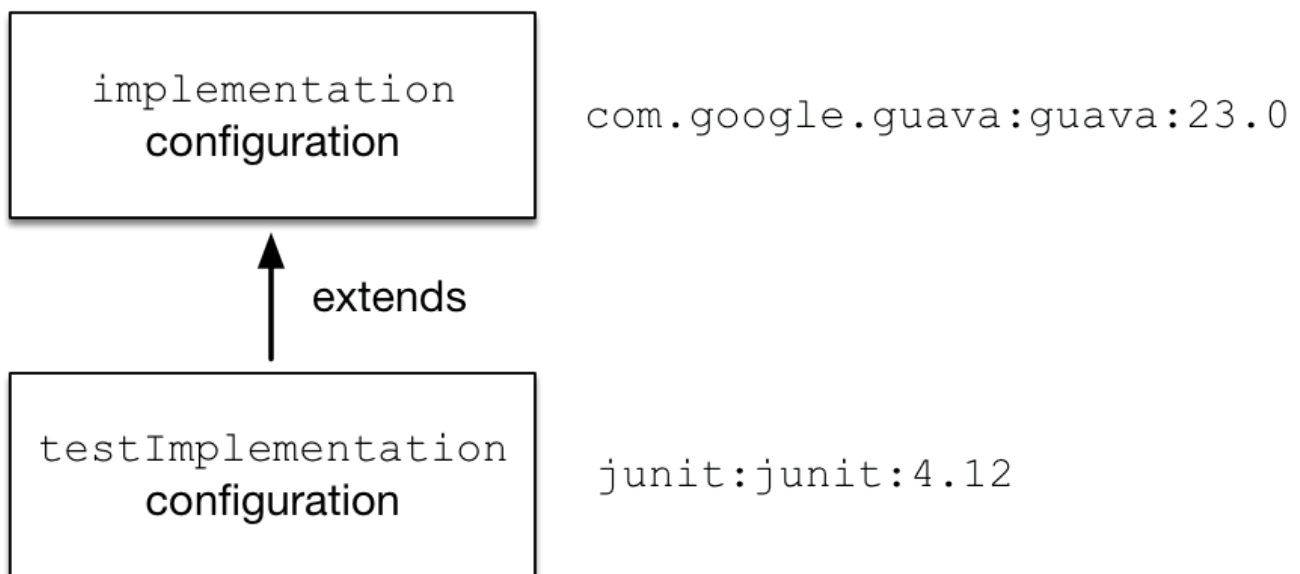 implementation
configuration
com.google.guava:guava:23.0
extends
testImplementation
configuration
junit:junit:4.12